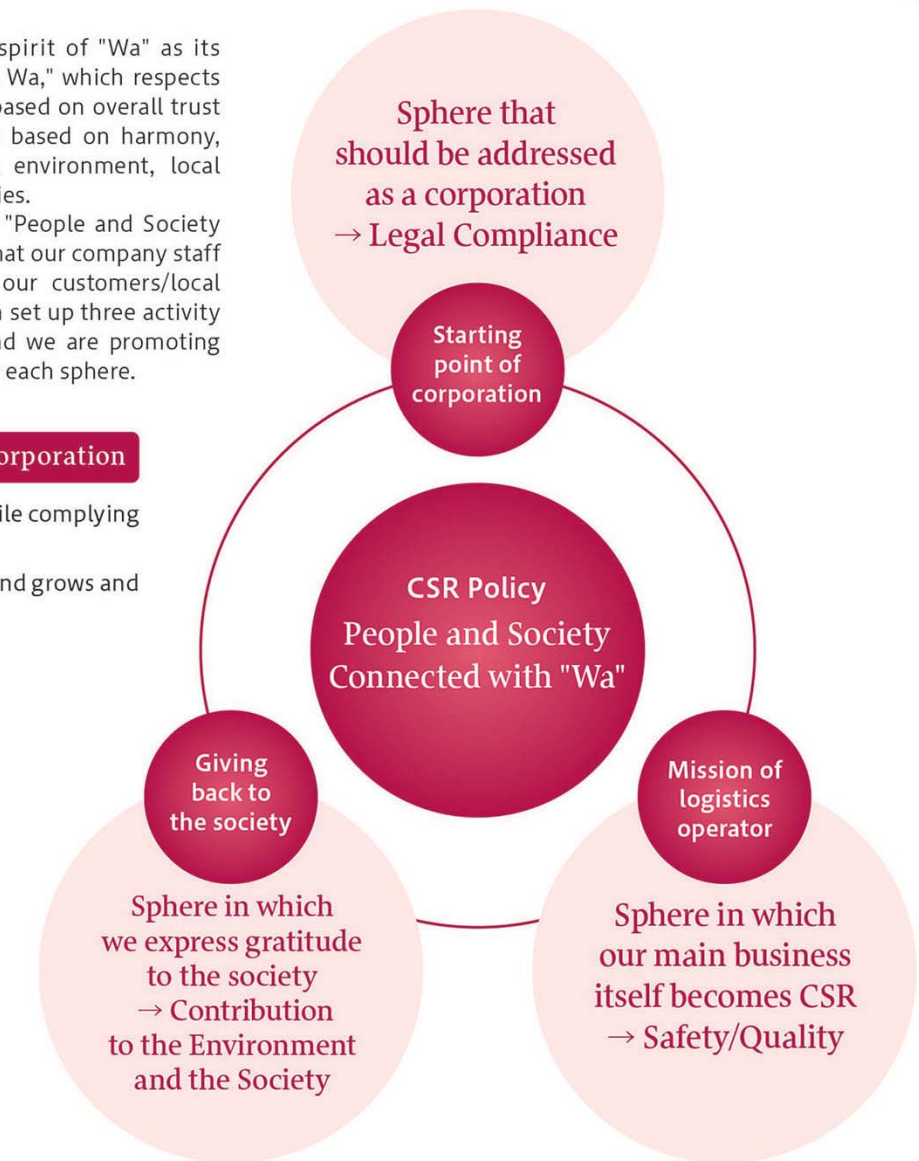 spirit of "Wa" as its
Wa," which respects
based on overall trust
based on harmony,
environment, local
ies.
"People and Society
hat our company staff
our customers/local
set up three activity
nd we are promoting
each sphere.
orporation
ile complying
nd grows and
Sphere that
should be addressed
as a corporation
→ Legal Compliance
Starting
point of
corporation
CSR Policy
People and Society
Connected with "Wa"
Giving
back to
the society
Sphere in which
we express gratitude
to the society
→ Contribution
to the Environment
and the Society
Mission of
logistics
operator
Sphere in which
our main business
itself becomes CSR
→ Safety/Quality